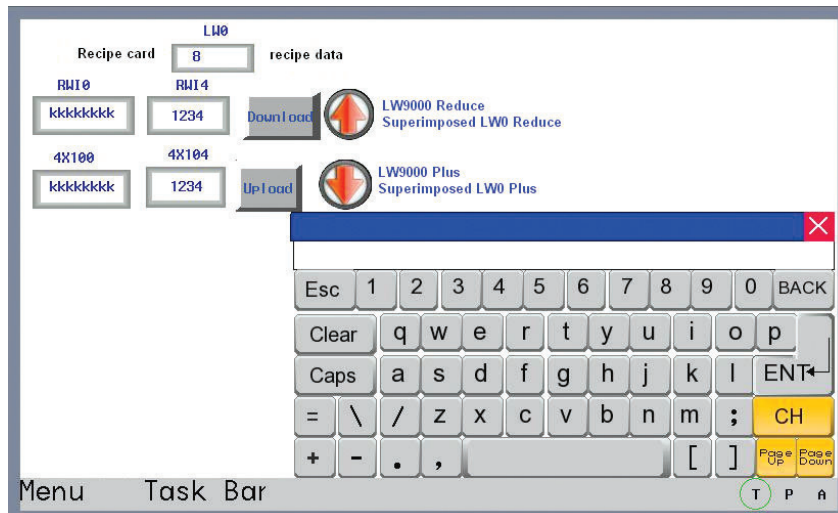 LW0
Recipe card 8 recipe data
RWI0 RWI4
kkkkkkkk 1234 Download LW9000 Reduce
Superimposed LW0 Reduce
4X100 4X104
kkkkkkkk 1234 Upload LW9000 Plus
Superimposed LW0 Plus
Esc 1 2 3 4 5 6 7 8 9 0 BACK
Clear q w e r t y u i o p
Caps a s d f g h j k l ENT
= \ / z x c v b n m ; CH
+ - . , [ ] Page Up Page Down
Menu Task Bar T P A